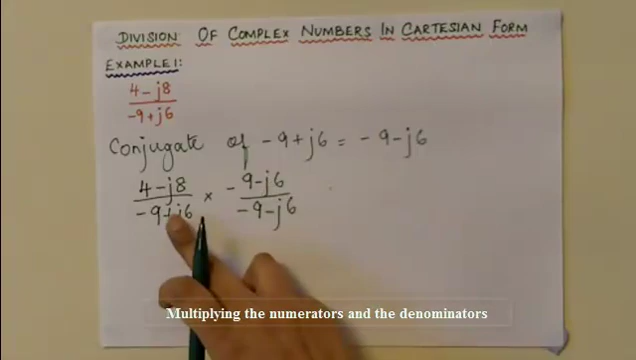 DIVISION OF COMPLEX NUMBERS IN CARTESIAN FORM
EXAMPLE 1:
4-j8
-9+j6
Conjugate of -9+j6 = -9-j6
4-j8 × -9-j6
-9+j6 -9-j6
Multiplying the numerators and the denominators